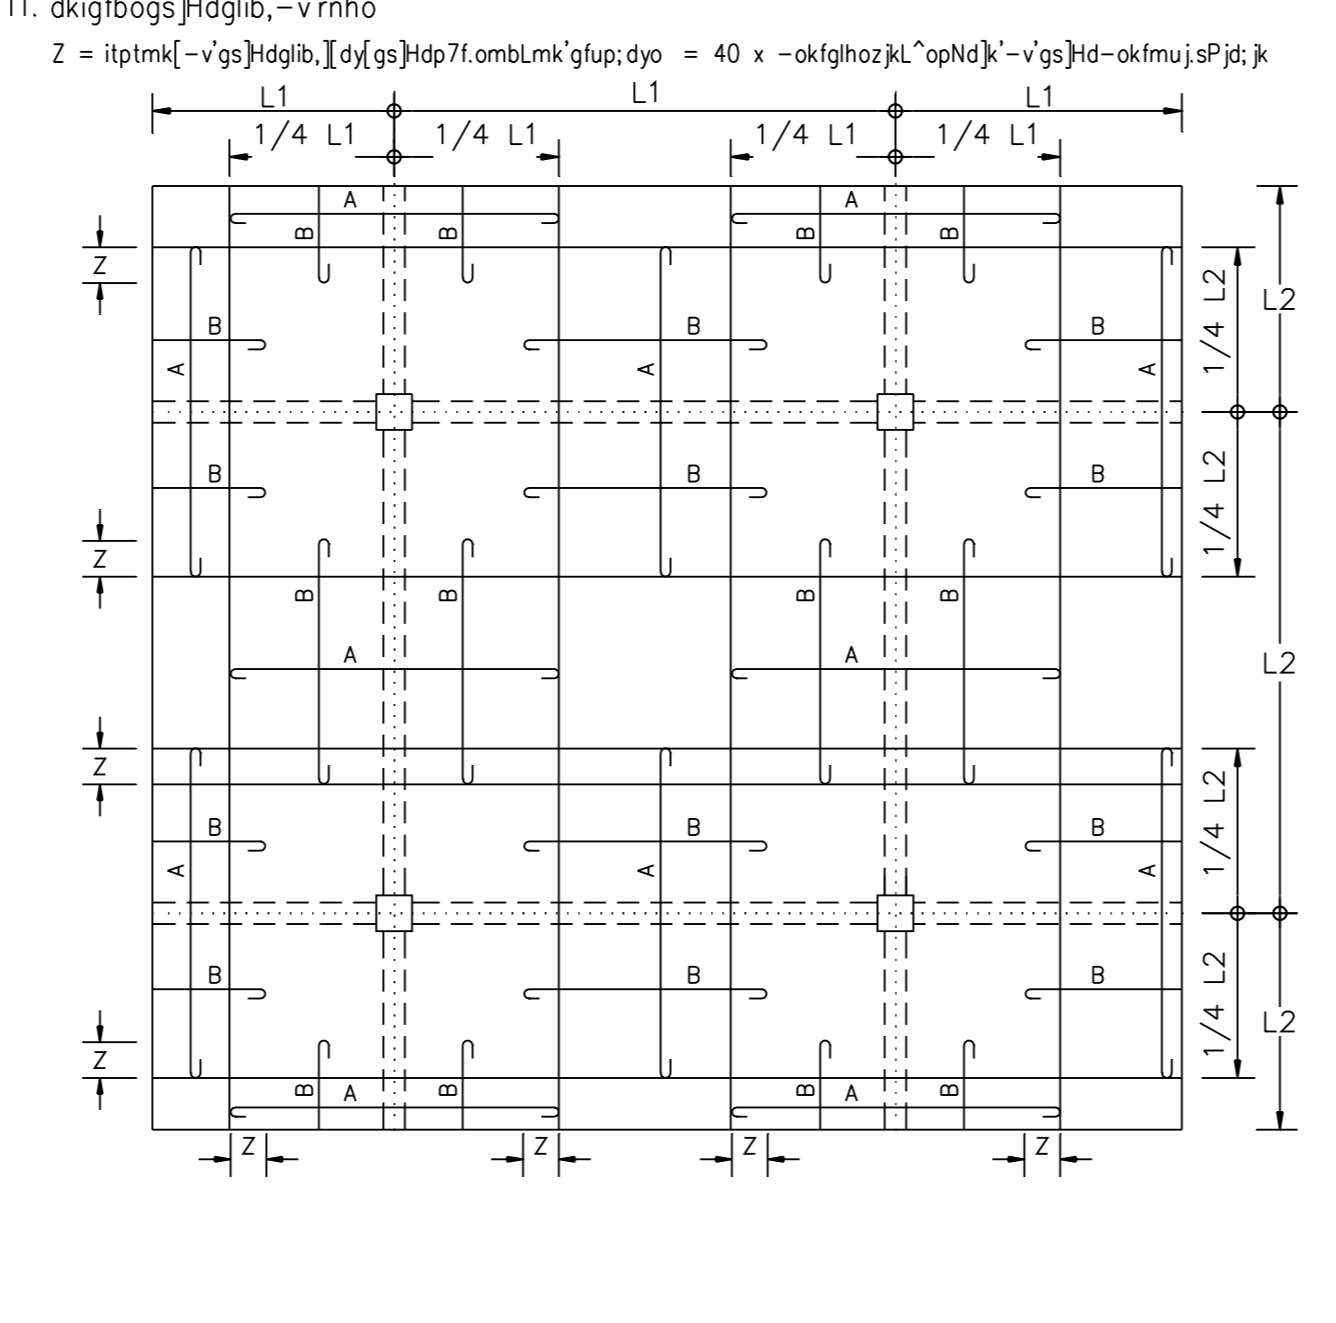 11. dkigfbogs]Hdglib,-v'rnho
Z = itptmk[-v'gs]Hdglib,][dy[gs]Hdp7f.ombLmk'gfup;dyo = 40 x -okfglhozjkL^opNd]k'-v'gs]Hd-okfmuj.sPjd;jk
L1 L1 L1
1/4 L1 1/4 L1 1/4 L1 1/4 L1
A A
B B B B
Z
1/4 L2
L2
B B B
A A A
B B B
1/4 L2
Z
B B B B
A A
L2
Z
1/4 L2
B B B
A A A
B B B
1/4 L2
L2
Z
B A B B A B
Z Z Z Z